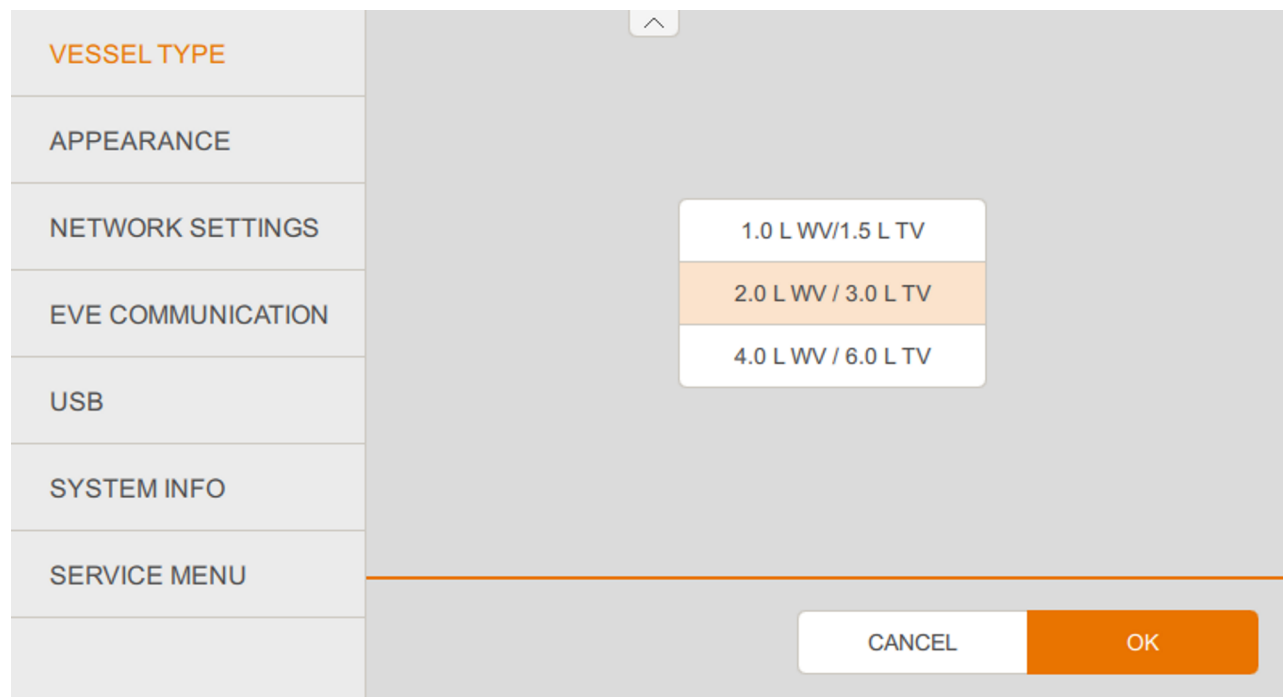 VESSEL TYPE
APPEARANCE
NETWORK SETTINGS
EVE COMMUNICATION
USB
SYSTEM INFO
SERVICE MENU
1.0 L WV/1.5 L TV
2.0 L WV / 3.0 L TV
4.0 L WV / 6.0 L TV
CANCEL
OK